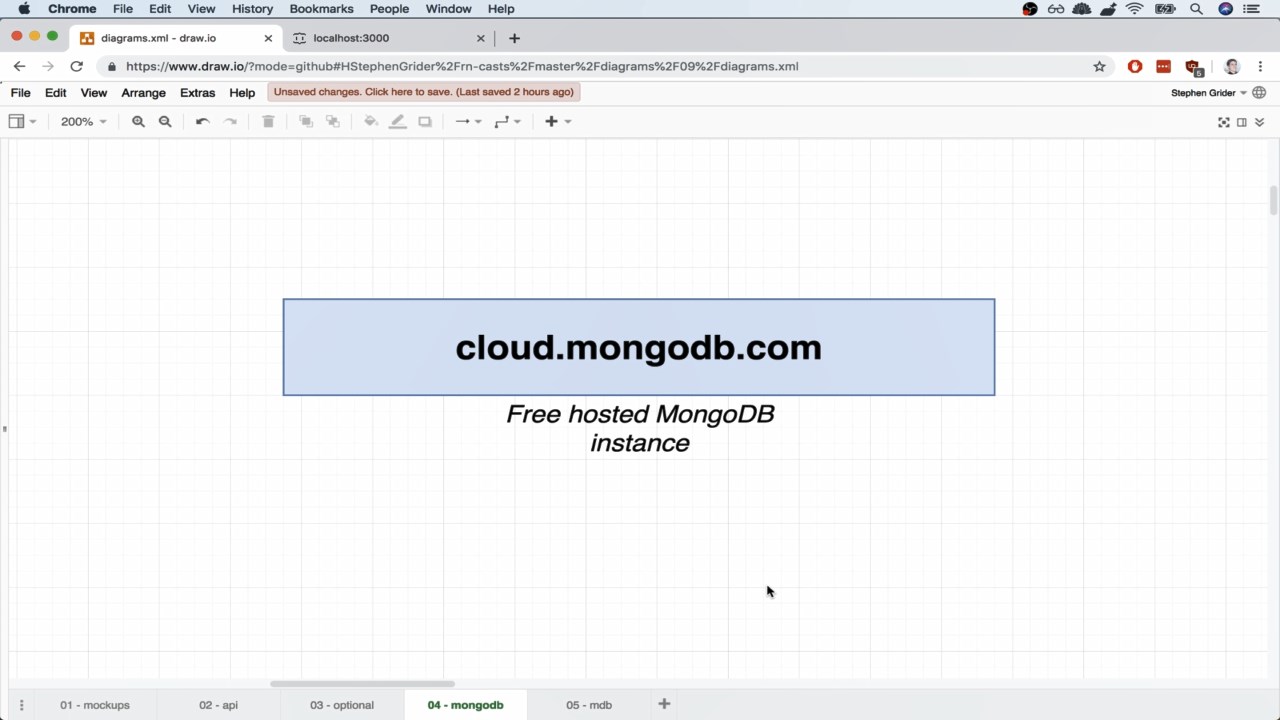 Chrome File Edit View History Bookmarks People Window Help
diagrams.xml - draw.io
localhost:3000
https://www.draw.io/?mode=github#HStephenGrider%2Frn-casts%2Fmaster%2Fdiagrams%2F09%2Fdiagrams.xml
5
File Edit View Arrange Extras Help Unsaved changes. Click here to save. (Last saved 2 hours ago) Stephen Grider
200%
cloud.mongodb.com
Free hosted MongoDB
instance
01 - mockups 02 - api 03 - optional 04 - mongodb 05 - mdb